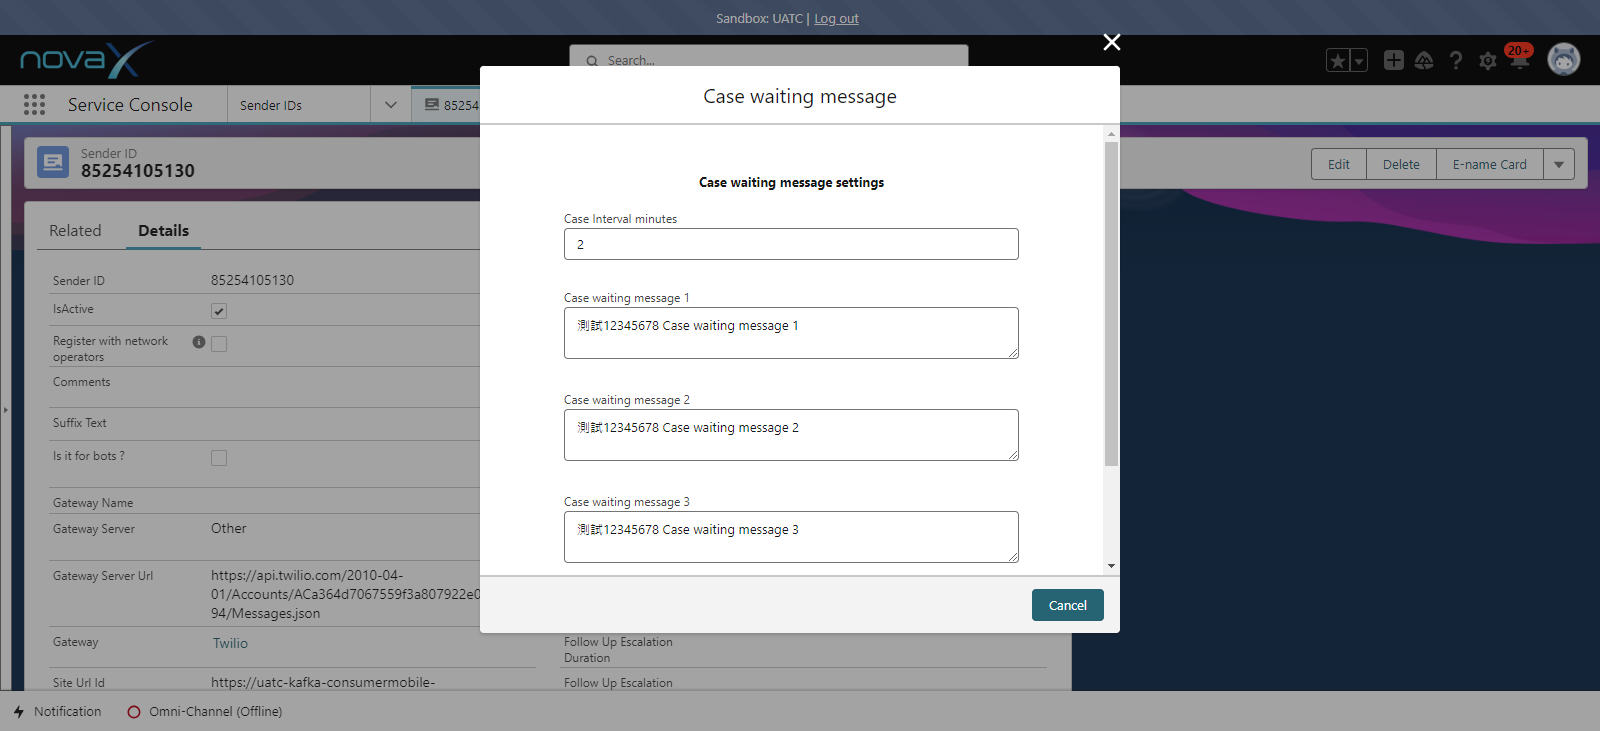 Sandbox: UATC | Log out
novaX
Search...
20+
Service Console
Sender IDs
85254
Sender ID
85254105130
Edit
Delete
E-name Card
Related
Details
Sender ID
85254105130
IsActive
Register with network
operators
Comments
Suffix Text
Is it for bots ?
Gateway Name
Gateway Server
Other
Gateway Server Url
https://api.twilio.com/2010-04-
01/Accounts/ACa364d7067559f3a807922e0
94/Messages.json
Gateway
Twilio
Site Url Id
https://uatc-kafka-consumermobile-
Case waiting message
Case waiting message settings
Case Interval minutes
2
Case waiting message 1
測試12345678 Case waiting message 1
Case waiting message 2
測試12345678 Case waiting message 2
Case waiting message 3
測試12345678 Case waiting message 3
Cancel
Follow Up Escalation
Duration
Follow Up Escalation
Notification
Omni-Channel (Offline)